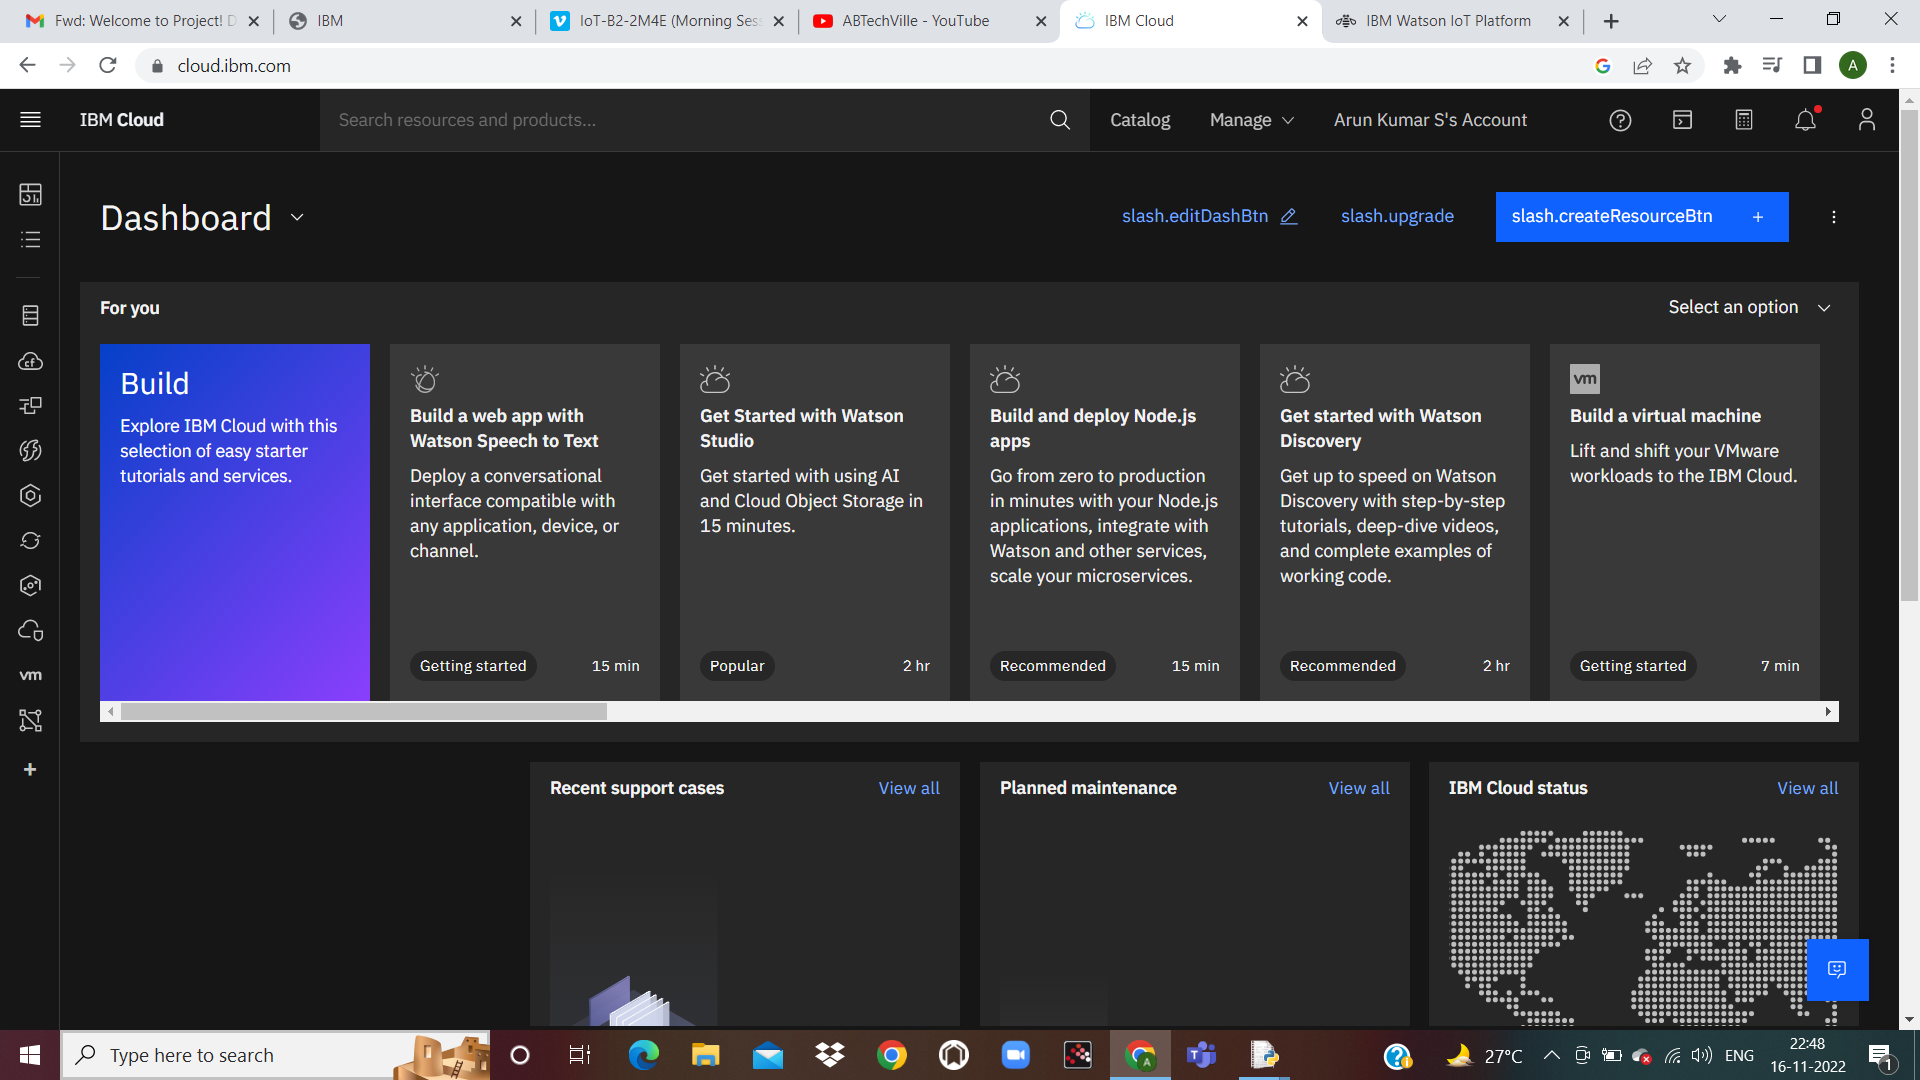 Fwd: Welcome to Project! D
IBM
IoT-B2-2M4E (Morning Ses
ABTechVille - YouTube
IBM Cloud
IBM Watson IoT Platform
cloud.ibm.com
A
IBM Cloud
Search resources and products...
Catalog
Manage
Arun Kumar S's Account
Dashboard
slash.editDashBtn
slash.upgrade
slash.createResourceBtn +
For you
Select an option
Build
Explore IBM Cloud with this
selection of easy starter
tutorials and services.
Build a web app with
Watson Speech to Text
Deploy a conversational
interface compatible with
any application, device, or
channel.
Getting started
15 min
Get Started with Watson
Studio
Get started with using AI
and Cloud Object Storage in
15 minutes.
Popular
2 hr
Build and deploy Node.js
apps
Go from zero to production
in minutes with your Node.js
applications, integrate with
Watson and other services,
scale your microservices.
Recommended
15 min
Get started with Watson
Discovery
Get up to speed on Watson
Discovery with step-by-step
tutorials, deep-dive videos,
and complete examples of
working code.
Recommended
2 hr
vm
Build a virtual machine
Lift and shift your VMware
workloads to the IBM Cloud.
Getting started
7 min
cf
vm
Recent support cases
View all
Planned maintenance
View all
IBM Cloud status
View all
Type here to search
27°C
ENG
22:48
16-11-2022
1